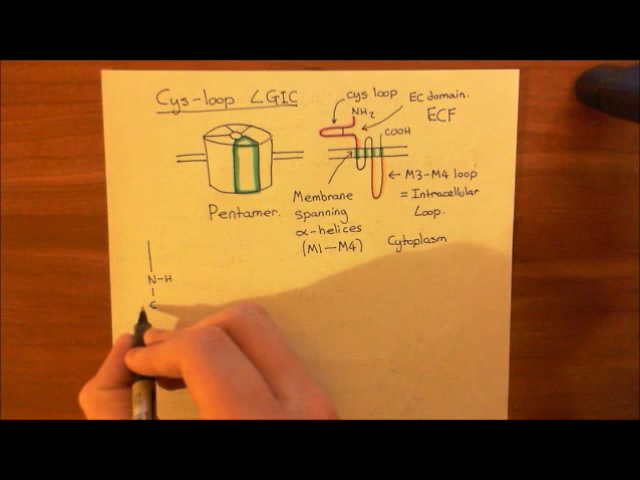 Cys-loop LGIC
cys loop
EC domain.
ECF
NH2
COOH
M3-M4 loop
= Intracellular
Loop.
Pentamer.
Membrane
spanning
α-helices
(M1-M4)
Cytoplasm
N-H
C